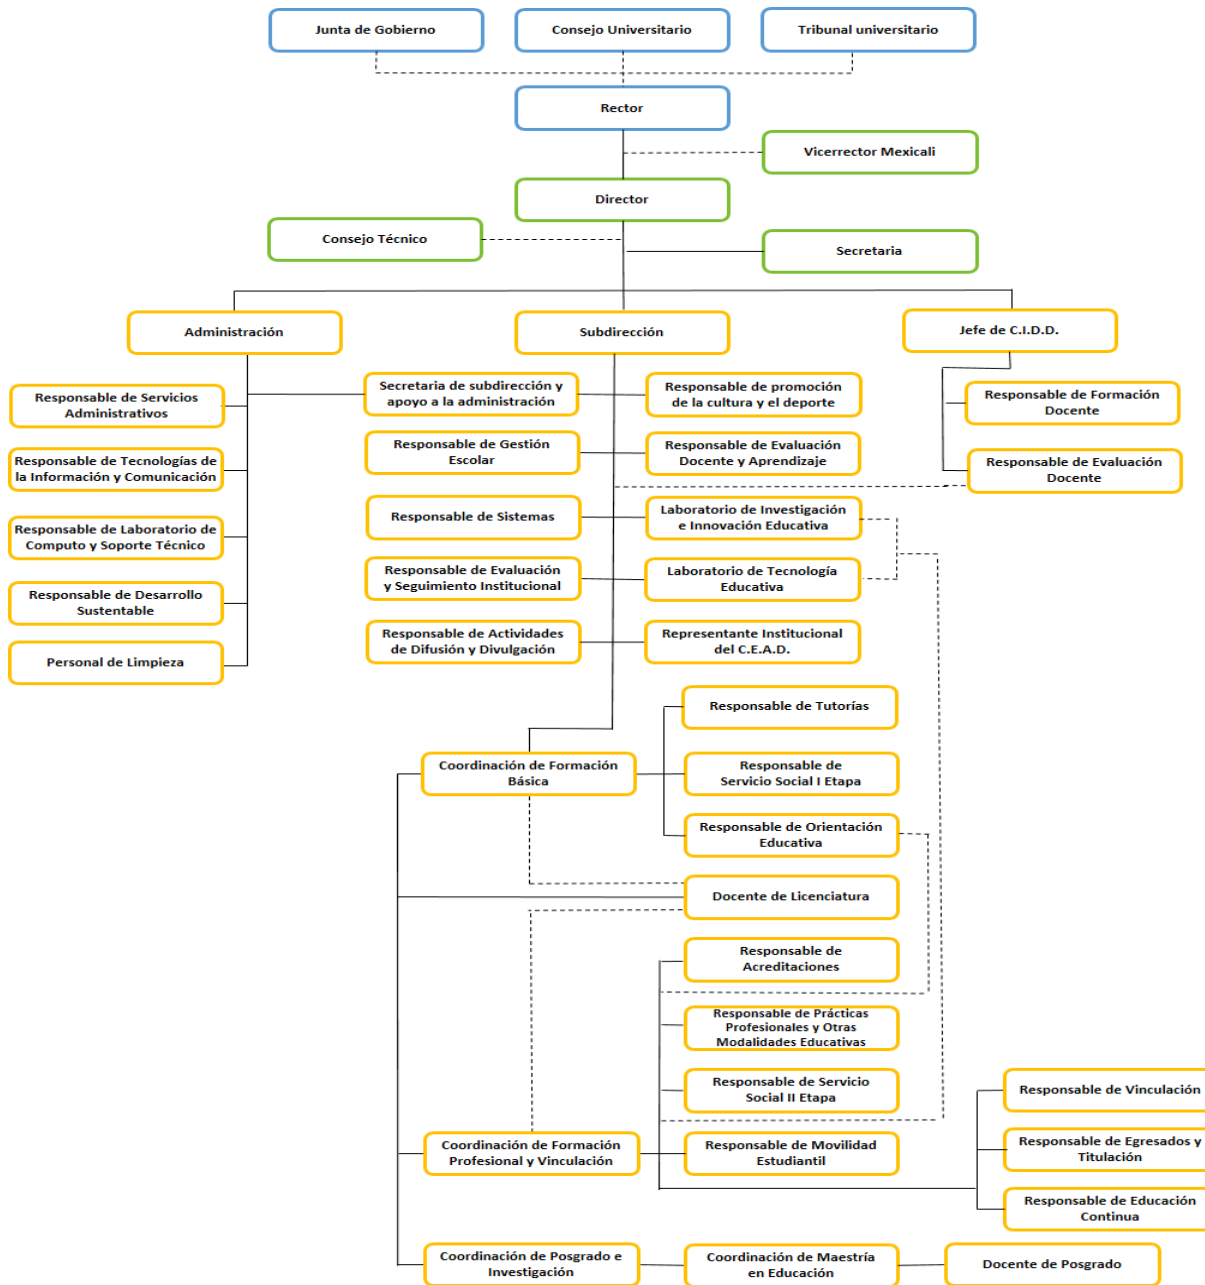 Junta de Gobierno
Consejo Universitario
Tribunal universitario
Rector
Vicerrector Mexicali
Director
Consejo Técnico
Secretaria
Administración
Subdirección
Jefe de C.I.D.D.
Responsable de Servicios
Administrativos
Secretaria de subdirección y
apoyo a la administración
Responsable de promoción
de la cultura y el deporte
Responsable de Formación
Docente
Responsable de Tecnologías de
la Información y Comunicación
Responsable de Gestión
Escolar
Responsable de Evaluación
Docente y Aprendizaje
Responsable de Evaluación
Docente
Responsable de Laboratorio de
Computo y Soporte Técnico
Responsable de Sistemas
Laboratorio de Investigación
e Innovación Educativa
Responsable de Desarrollo
Sustentable
Responsable de Evaluación
y Seguimiento Institucional
Laboratorio de Tecnología
Educativa
Personal de Limpieza
Responsable de Actividades
de Difusión y Divulgación
Representante Institucional
del C.E.A.D.
Responsable de Tutorías
Coordinación de Formación
Básica
Responsable de
Servicio Social I Etapa
Responsable de Orientación
Educativa
Docente de Licenciatura
Responsable de
Acreditaciones
Responsable de Prácticas
Profesionales y Otras
Modalidades Educativas
Responsable de Servicio
Social II Etapa
Responsable de Vinculación
Coordinación de Formación
Profesional y Vinculación
Responsable de Movilidad
Estudiantil
Responsable de Egresados y
Titulación
Responsable de Educación
Continua
Coordinación de Posgrado e
Investigación
Coordinación de Maestría
en Educación
Docente de Posgrado